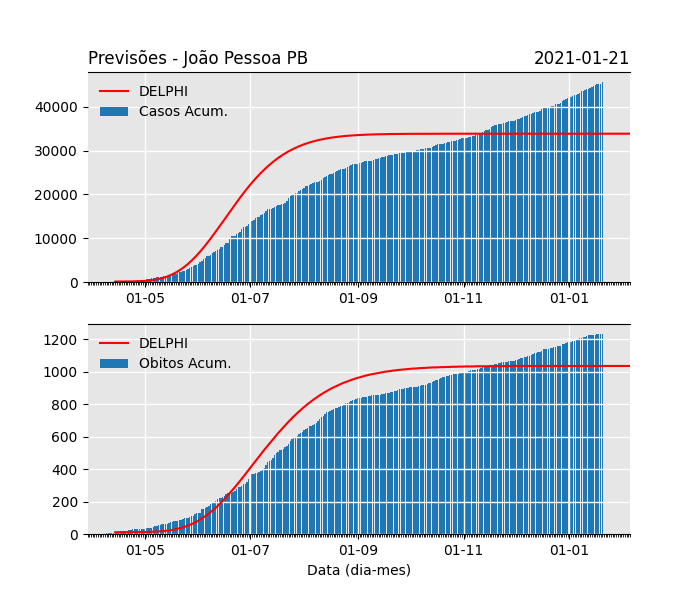 Previsões - João Pessoa PB 2021-01-21
DELPHI
Casos Acum.
40000
30000
20000
10000
0
01-05 01-07 01-09 01-11 01-01
DELPHI
Obitos Acum.
1200
1000
800
600
400
200
0
01-05 01-07 01-09 01-11 01-01
Data (dia-mes)